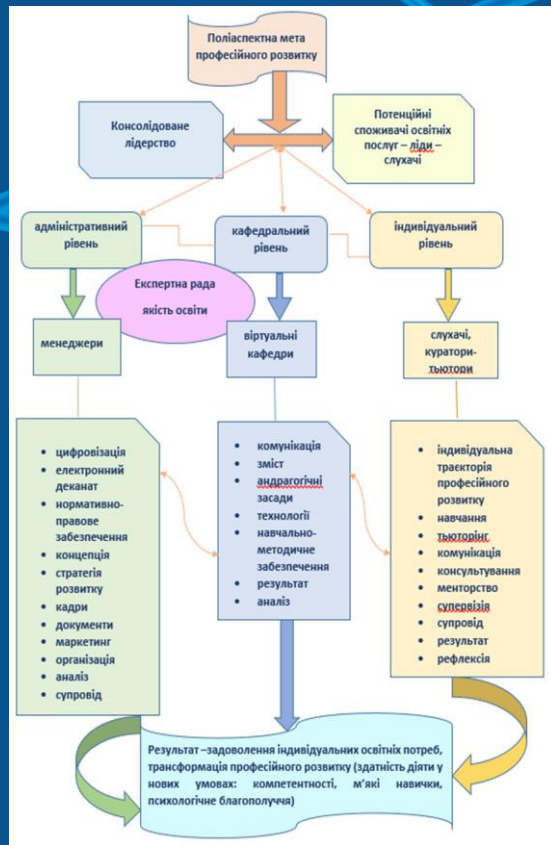 Поліаспектна мета
професійного розвитку
Консолідоване
лідерство
Потенційні
споживачі освітніх
послуг – ліди –
слухачі
адміністративний
рівень
кафедральний
рівень
індивідуальний
рівень
Експертна рада
якість освіти
менеджери
віртуальні
кафедри
слухачі,
куратори-
тьютори
• цифровізація
• електронний
деканат
• нормативно-
правове
забезпечення
• концепція
• стратегія
розвитку
• кадри
• документи
• маркетинг
• організація
• аналіз
• супровід
• комунікація
• зміст
• андрагогічні
засади
• технології
• навчально-
методичне
забезпечення
• результат
• аналіз
• індивідуальна
траєкторія
професійного
розвитку
• навчання
• тьюторінг
• комунікація
• консультування
• менторство
• супервізія
• супровід
• результат
• рефлексія
Результат –задоволення індивідуальних освітніх потреб,
трансформація професійного розвитку (здатність діяти у
нових умовах: компетентності, м’які навички,
психологічне благополуччя)